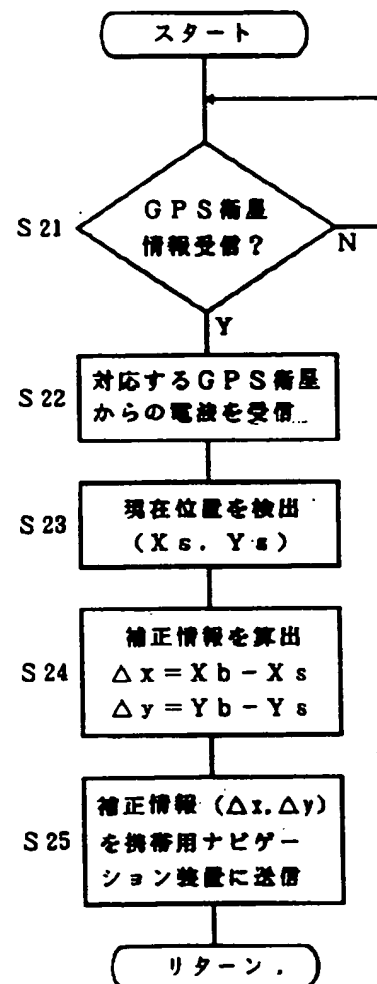 スタート
S21
GPS衛星
情報受信?
N
Y
S22
対応するGPS衛星
からの電波を受信
S23
現在位置を検出
(Xs, Ys)
S24
補正情報を算出
△x=Xb-Xs
△y=Yb-Ys
S25
補正情報(△x,△y)
を携帯用ナビゲー
ション装置に送信
リターン